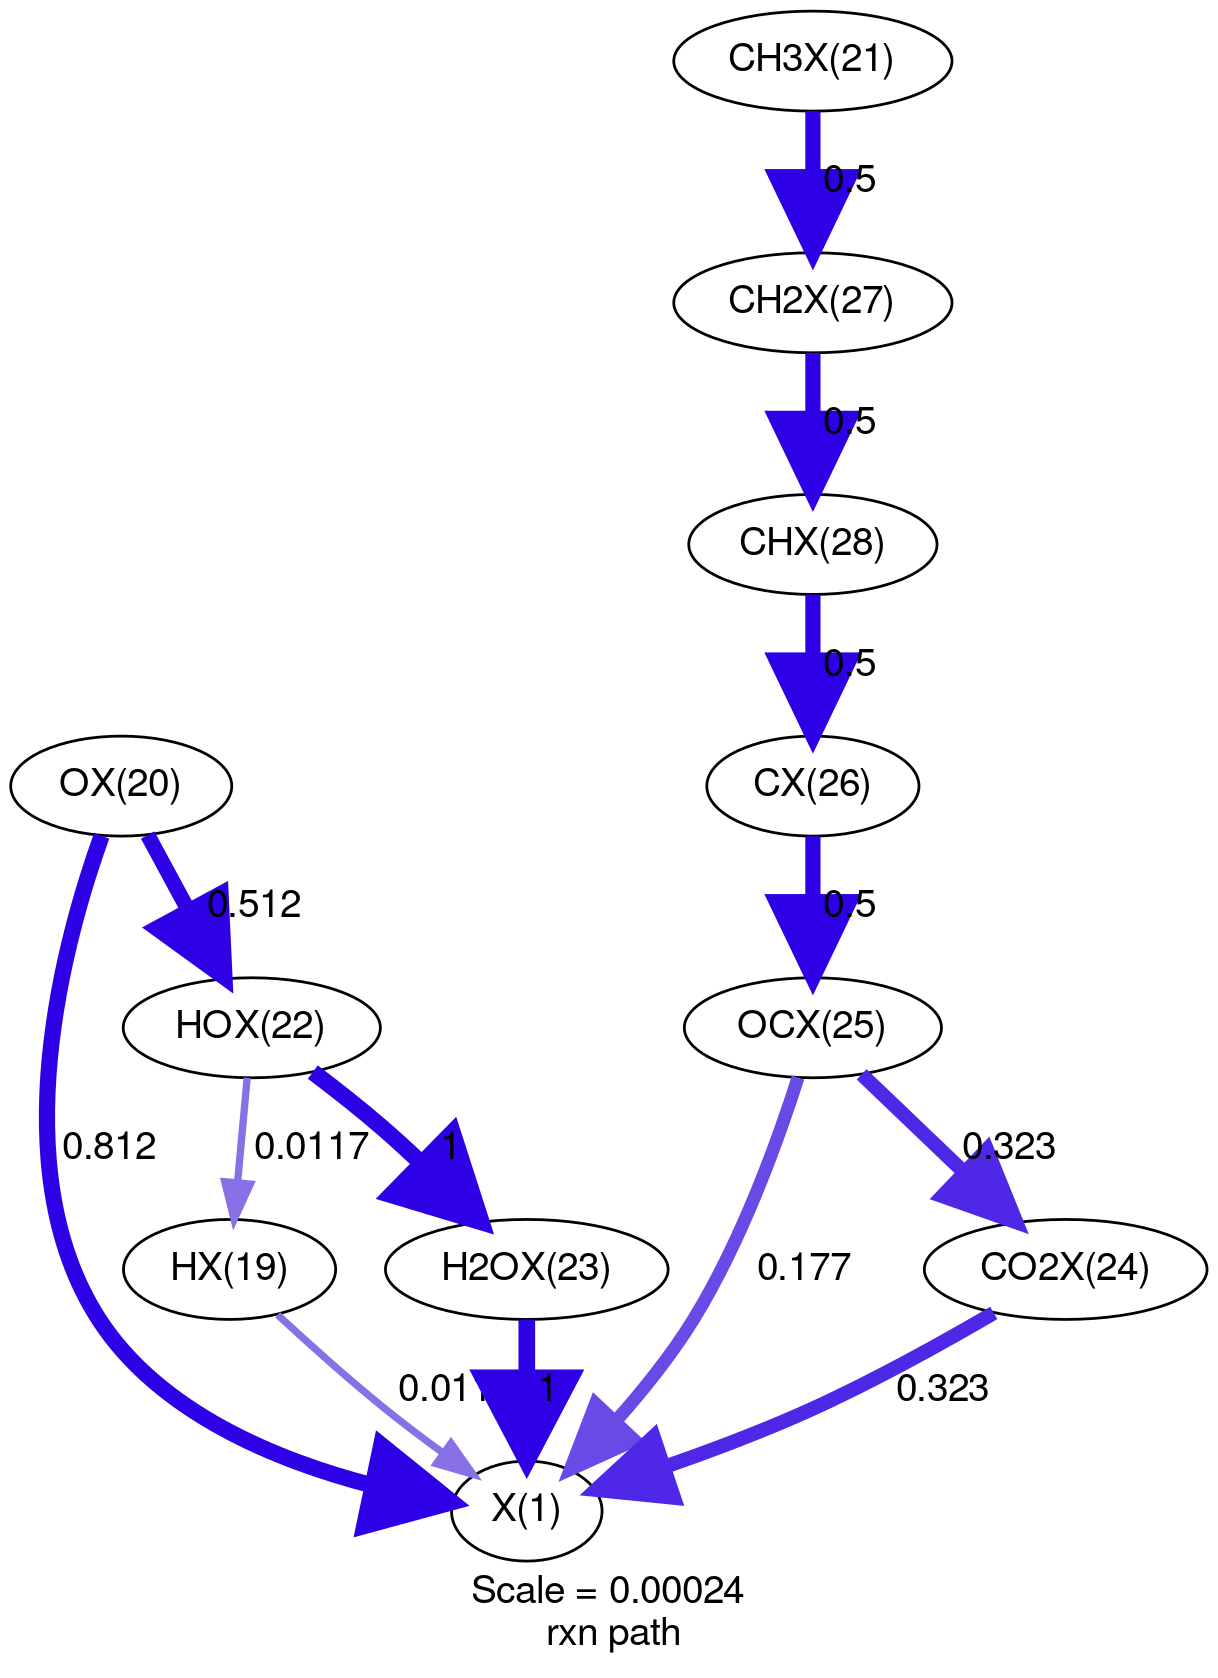 CH3X(21)
0.5
CH2X(27)
0.5
CHX(28)
0.5
OX(20)
CX(26)
0.512
0.5
HOX(22)
OCX(25)
0.812
0.0117
1
0.323
HX(19)
H2OX(23)
0.177
CO2X(24)
1
0.323
X(1)
Scale = 0.00024
rxn path